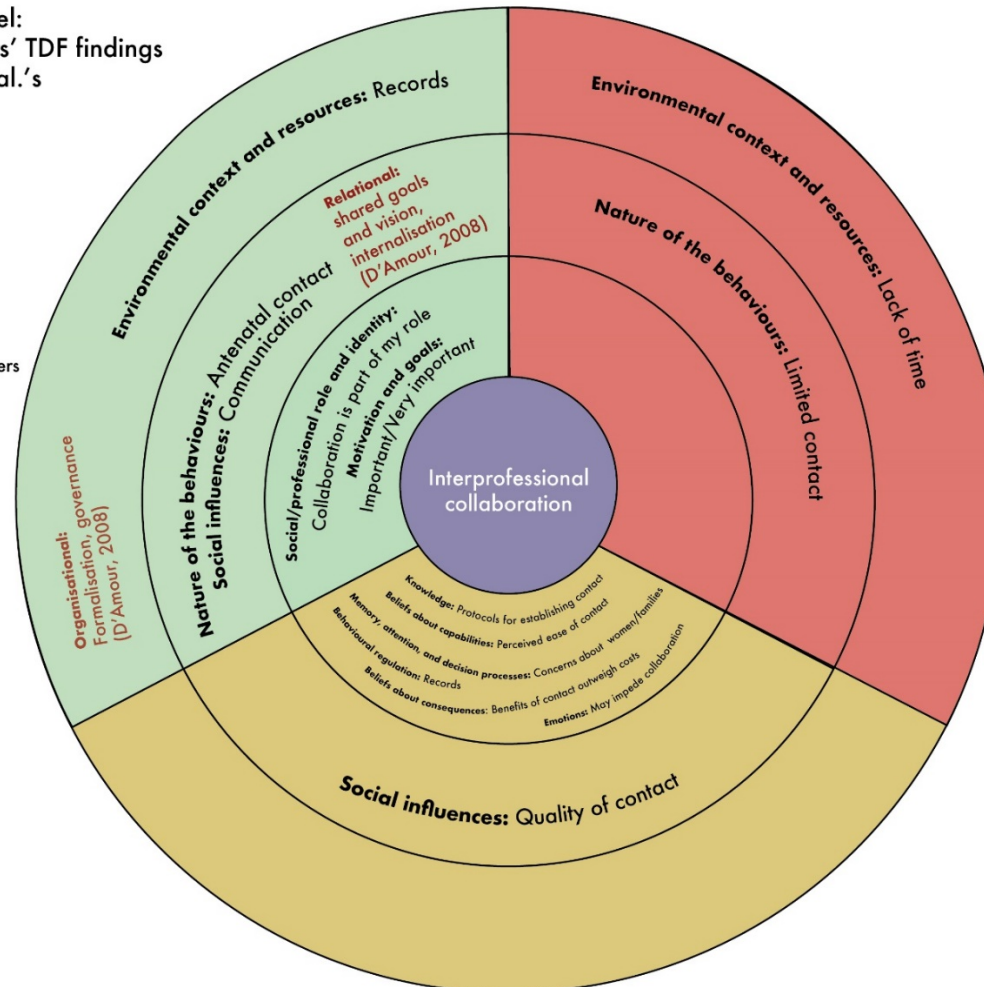 el:
s' TDF findings
al.'s
ers
Environmental context and resources: Records
Relational:
shared goals
and vision,
internalisation
(D'Amour, 2008)
Nature of the behaviours: Antenatal contact
Social influences: Communication
Social/professional role and identity:
Collaboration is part of my role
Motivation and goals:
Important/Very important
Organisational:
Formalisation, governance
(D'Amour, 2008)
Environmental context and resources: Lack of time
Nature of the behaviours: Limited contact
Interprofessional
collaboration
Knowledge: Protocols for establishing contact
Beliefs about capabilities: Perceived ease of contact
Memory, attention, and decision processes: Concerns about women/families
Behavioural regulation: Records
Beliefs about consequences: Benefits of contact outweigh costs
Emotions: May impede collaboration
Social influences: Quality of contact